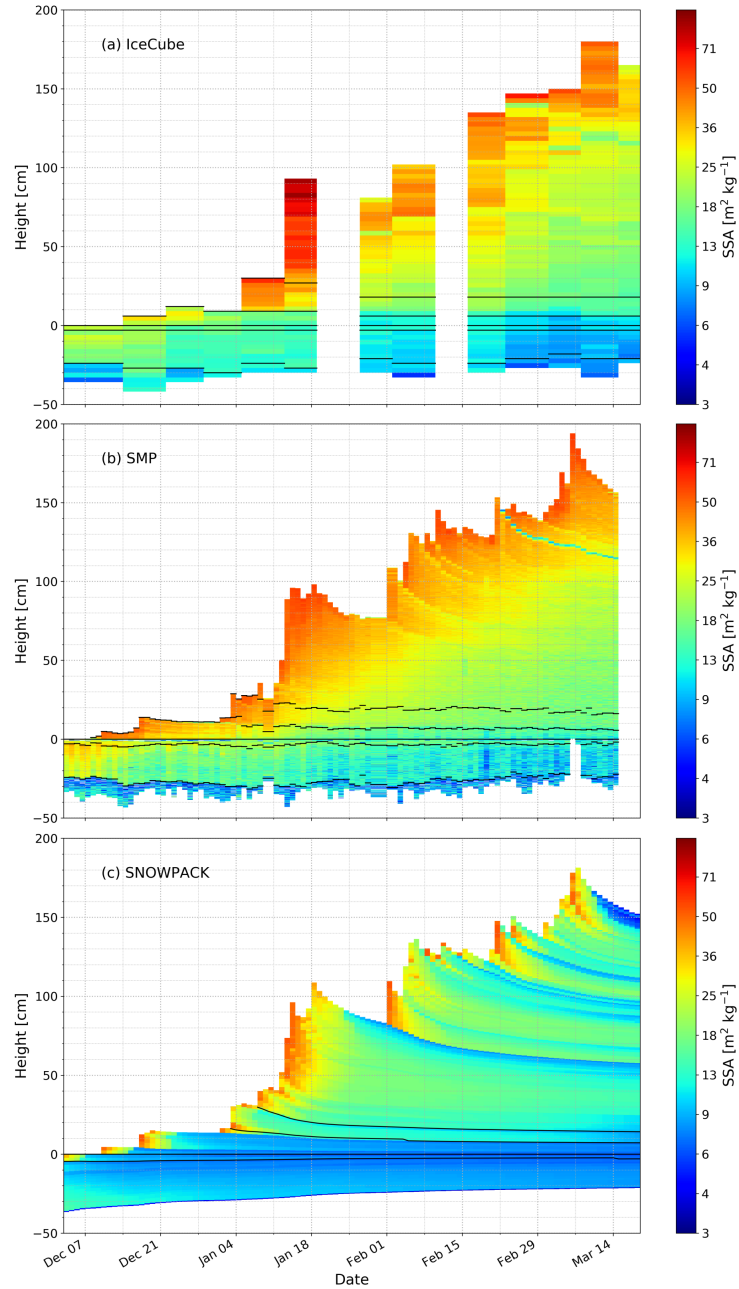 200
150
100
50
0
−50
Height [cm]
(a) IceCube
71
50
36
25
18
13
9
6
4
3
SSA [m² kg⁻¹]
200
150
100
50
0
−50
Height [cm]
(b) SMP
71
50
36
25
18
13
9
6
4
3
SSA [m² kg⁻¹]
200
150
100
50
0
−50
Height [cm]
(c) SNOWPACK
71
50
36
25
18
13
9
6
4
3
SSA [m² kg⁻¹]
Dec 07
Dec 21
Jan 04
Jan 18
Feb 01
Feb 15
Feb 29
Mar 14
Date